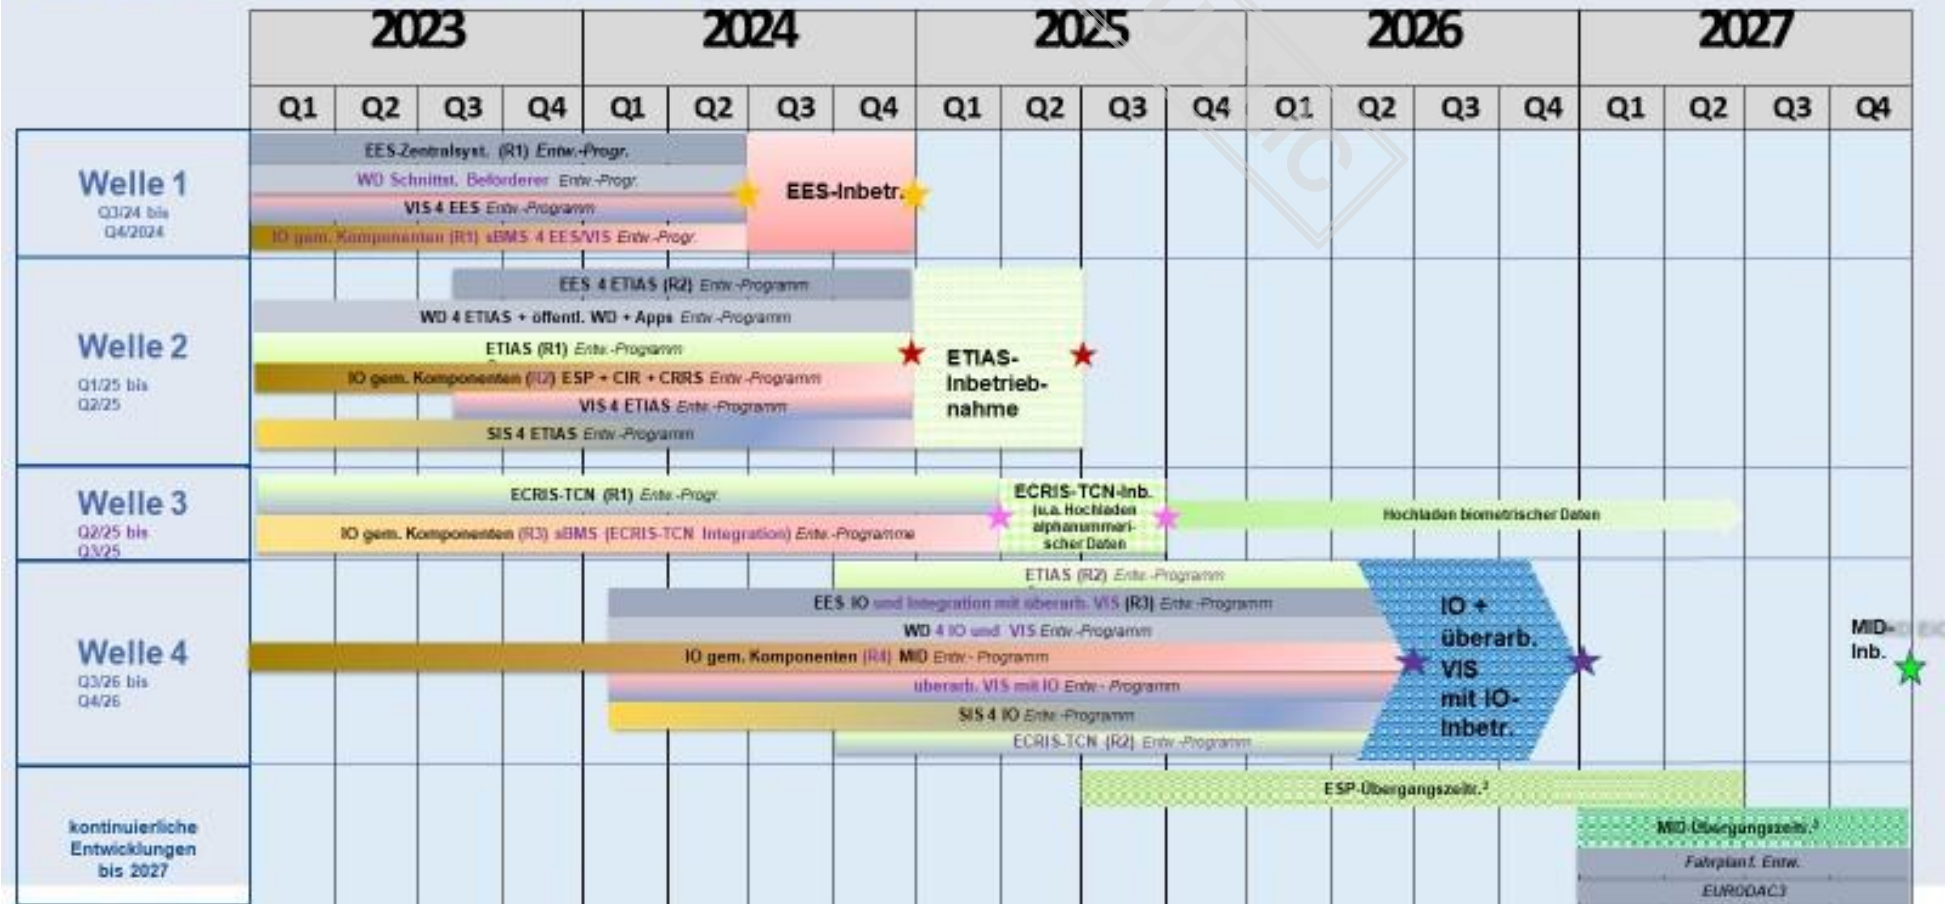 2023 2024 2025 2026 2027
Q1 Q2 Q3 Q4 Q1 Q2 Q3 Q4 Q1 Q2 Q3 Q4 Q1 Q2 Q3 Q4 Q1 Q2 Q3 Q4
Welle 1
Q3/24 bis
Q4/2024
EES-Zentralsyst. (R1) Entw.-Progr.
WD Schnittst. Beförderer Entw-Progr.
VIS 4 EES Entw.-Programm
IO gem. Komponenten (R1) sBMS 4 EES/VIS Entw-Progr.
EES-Inbetr.
Welle 2
Q1/25 bis
Q2/25
EES 4 ETIAS (R2) Entw.-Programm
WD 4 ETIAS + öffentl. WD + Apps Entw.-Programm
ETIAS (R1) Entw.-Programm
IO gem. Komponenten (R2) ESP + CIR + CRRS Entw.-Programm
VIS 4 ETIAS Entw.-Programm
SIS 4 ETIAS Entw.-Programm
ETIAS-
Inbetrieb-
nahme
Welle 3
Q2/25 bis
Q3/25
ECRIS-TCN (R1) Entw.-Progr.
IO gem. Komponenten (R3) sBMS (ECRIS-TCN Integration) Entw.-Programme
ECRIS-TCN-Inb.
(u.a. Hochladen
alphanummeri-
scher Daten
Hochladen biometrischer Daten
Welle 4
Q3/26 bis
Q4/26
ETIAS (R2) Entw.-Programm
EES IO und Integration mit überarb. VIS (R3) Entw.-Programm
WD 4 IO und VIS Entw.-Programm
IO gem. Komponenten (R4) MID Entw- Programm
überarb. VIS mit IO Entw- Programm
SIS 4 IO Entw.-Programm
ECRIS-TCN (R2) Entw.-Programm
IO +
überarb.
VIS
mit IO-
Inbetr.
MID-
Inb.
kontinuierliche
Entwicklungen
bis 2027
ESP-Übergangszeitr.²
MID-Übergangszeitr.³
Fahrplan f. Entw.
EURODAC3